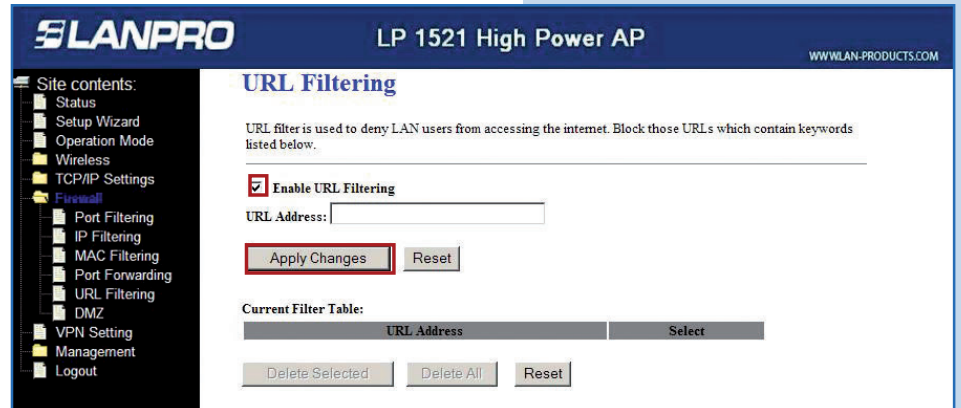 LANPRO
LP 1521 High Power AP
WWWLAN-PRODUCTS.COM
Site contents:
Status
Setup Wizard
Operation Mode
Wireless
TCP/IP Settings
Firewall
Port Filtering
IP Filtering
MAC Filtering
Port Forwarding
URL Filtering
DMZ
VPN Setting
Management
Logout
URL Filtering
URL filter is used to deny LAN users from accessing the internet. Block those URLs which contain keywords
listed below.
Enable URL Filtering
URL Address:
Apply Changes Reset
Current Filter Table:
URL Address Select
Delete Selected Delete All Reset